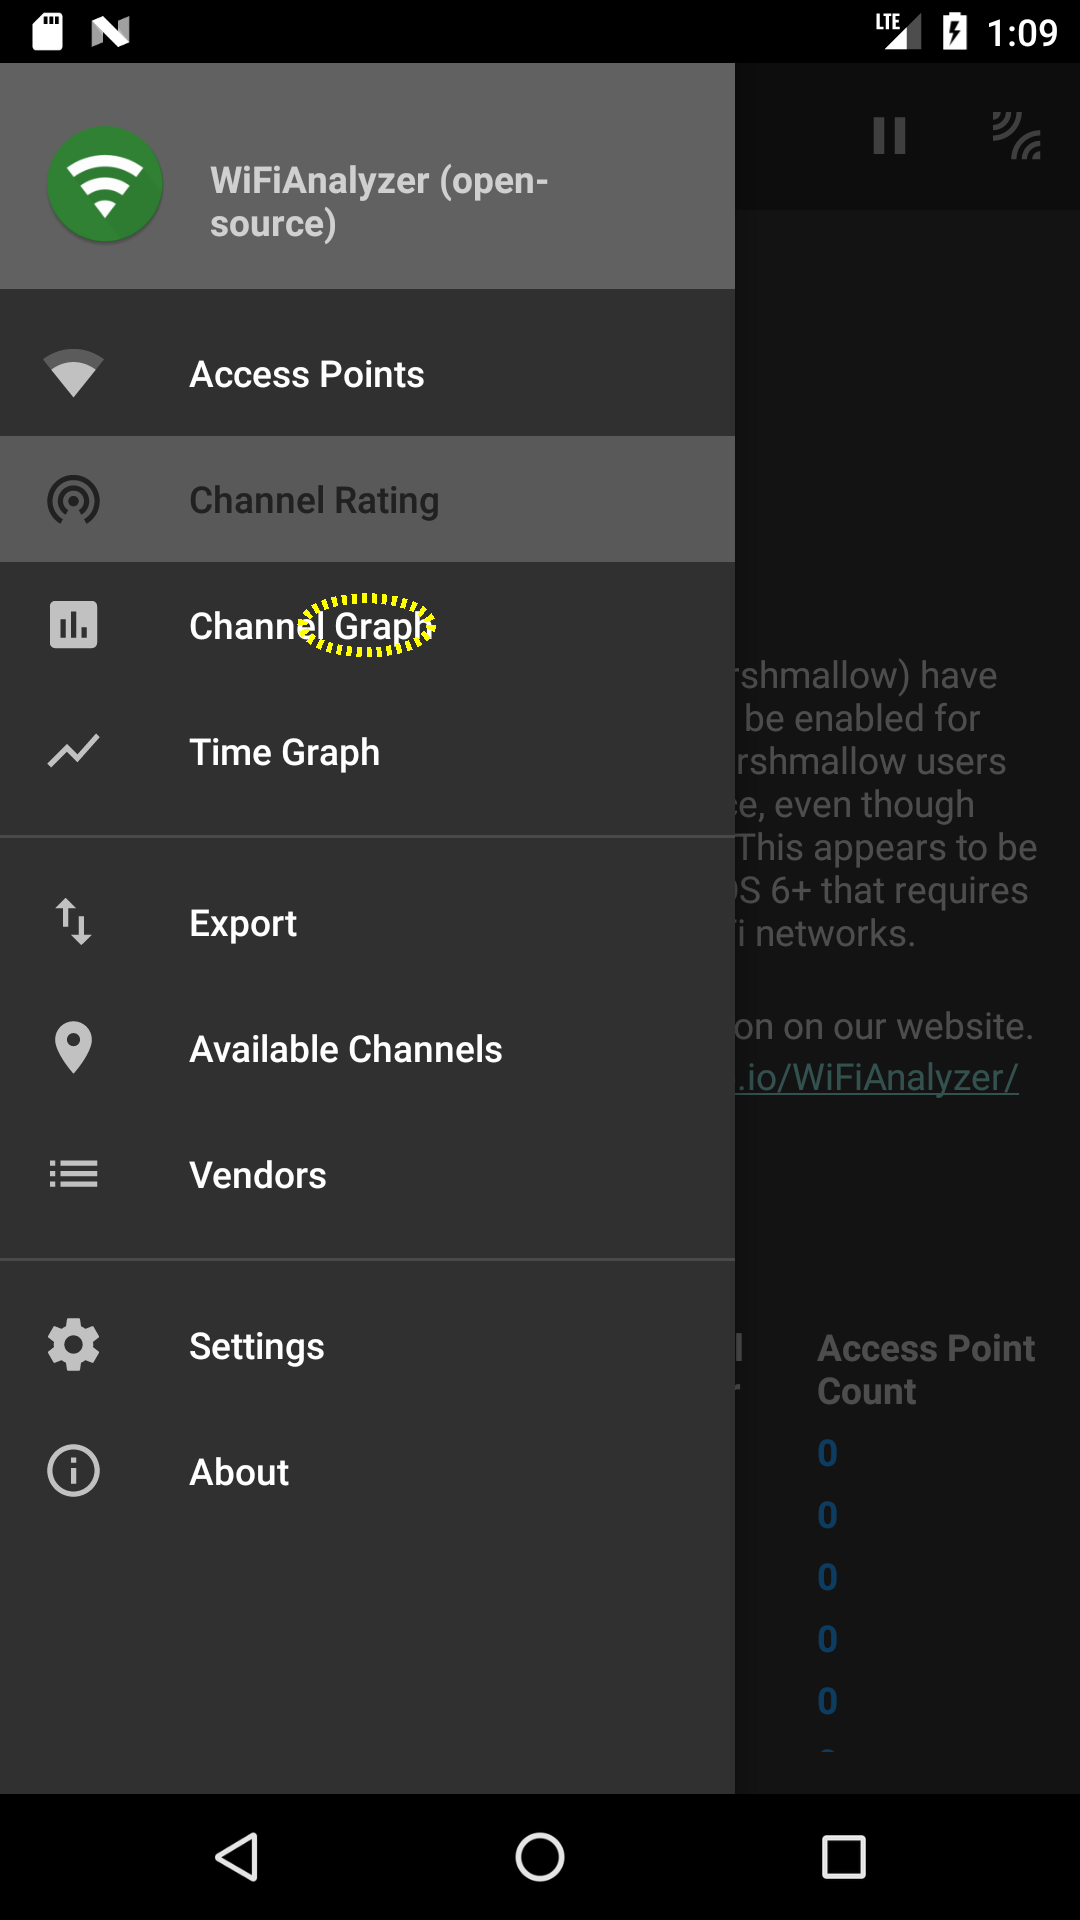 LTE 1:09
WiFiAnalyzer (open-
source)
Access Points
Channel Rating
Channel Graph
Time Graph
rshmallow) have
be enabled for
rshmallow users
ce, even though
This appears to be
OS 6+ that requires
i networks.
on on our website.
.io/WiFiAnalyzer/
Export
Available Channels
Vendors
Settings
About
Access Point
Count
0
0
0
0
0